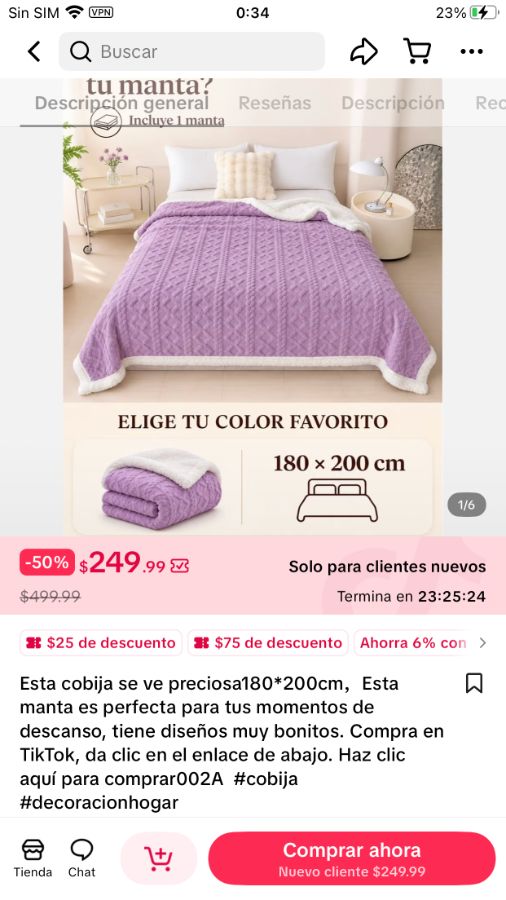 Sin SIM VPN 0:34 23%
Buscar
tu manta?
Descripción general Reseñas Descripción Rec
Incluye 1 manta
ELIGE TU COLOR FAVORITO
180 × 200 cm
1/6
-50% $249.99 Solo para clientes nuevos
$499.99 Termina en 23:25:24
$25 de descuento $75 de descuento Ahorra 6% con
Esta cobija se ve preciosa180*200cm, Esta
manta es perfecta para tus momentos de
descanso, tiene diseños muy bonitos. Compra en
TikTok, da clic en el enlace de abajo. Haz clic
aquí para comprar002A #cobija
#decoracionhogar
Tienda Chat Comprar ahora
Nuevo cliente $249.99